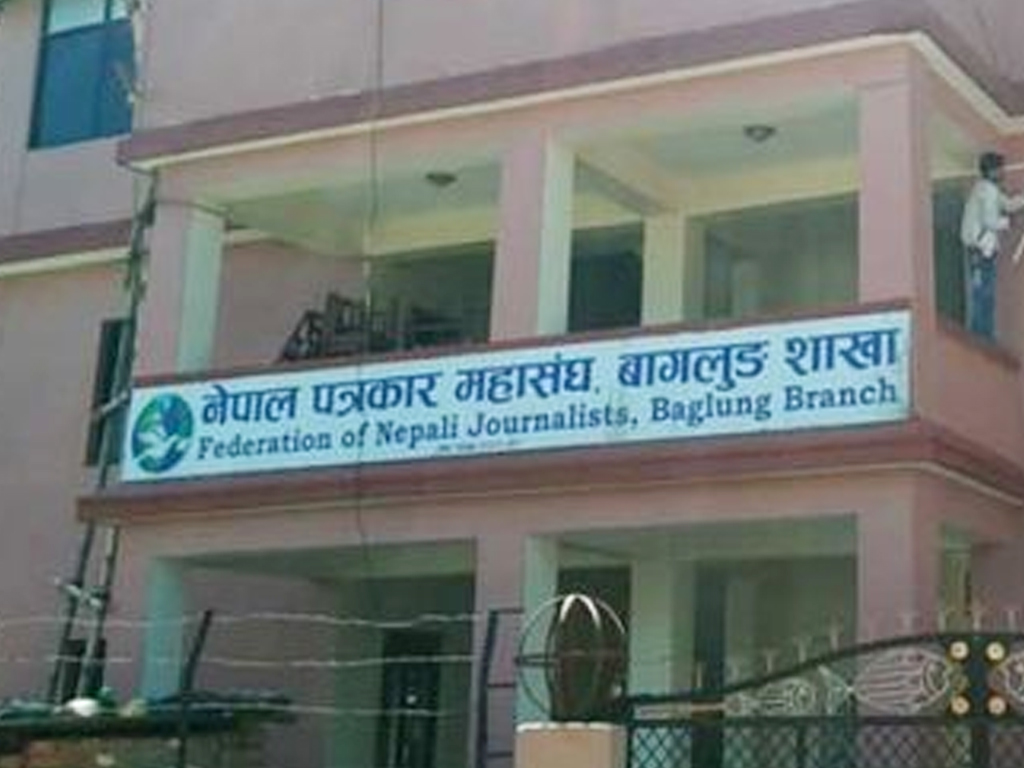 नेपाल पत्रकार महासंघ, बागलुङ शाखा
Federation of Nepali Journalists, Baglung Branch